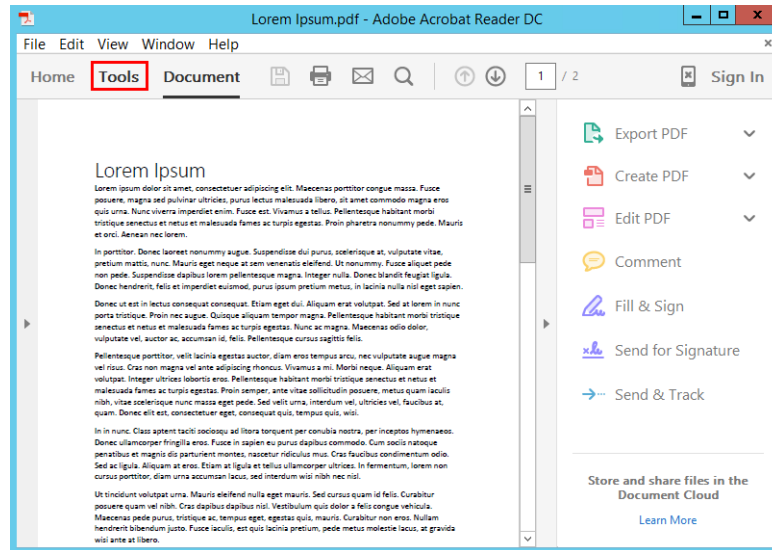 Lorem Ipsum.pdf - Adobe Acrobat Reader DC
File Edit View Window Help
Home Tools Document 1 / 2 Sign In
Lorem Ipsum
Lorem ipsum dolor sit amet, consectetuer adipiscing elit. Maecenas porttitor congue massa. Fusce
posuere, magna sed pulvinar ultricies, purus lectus malesuada libero, sit amet commodo magna eros
quis urna. Nunc viverra imperdiet enim. Fusce est. Vivamus a tellus. Pellentesque habitant morbi
tristique senectus et netus et malesuada fames ac turpis egestas. Proin pharetra nonummy pede. Mauris
et orci. Aenean nec lorem.
In porttitor. Donec laoreet nonummy augue. Suspendisse dui purus, scelerisque at, vulputate vitae,
pretium mattis, nunc. Mauris eget neque at sem venenatis eleifend. Ut nonummy. Fusce aliquet pede
non pede. Suspendisse dapibus lorem pellentesque magna. Integer nulla. Donec blandit feugiat ligula.
Donec hendrerit, felis et imperdiet euismod, purus ipsum pretium metus, in lacinia nulla nisl eget sapien.
Donec ut est in lectus consequat consequat. Etiam eget dui. Aliquam erat volutpat. Sed at lorem in nunc
porta tristique. Proin nec augue. Quisque aliquam tempor magna. Pellentesque habitant morbi tristique
senectus et netus et malesuada fames ac turpis egestas. Nunc ac magna. Maecenas odio dolor,
vulputate vel, auctor ac, accumsan id, felis. Pellentesque cursus sagittis felis.
Pellentesque porttitor, velit lacinia egestas auctor, diam eros tempus arcu, nec vulputate augue magna
vel risus. Cras non magna vel ante adipiscing rhoncus. Vivamus a mi. Morbi neque. Aliquam erat
volutpat. Integer ultrices lobortis eros. Pellentesque habitant morbi tristique senectus et netus et
malesuada fames ac turpis egestas. Proin semper, ante vitae sollicitudin posuere, metus quam iaculis
nibh, vitae scelerisque nunc massa eget pede. Sed velit urna, interdum vel, ultricies vel, faucibus at,
quam. Donec elit est, consectetuer eget, consequat quis, tempus quis, wisi.
In in nunc. Class aptent taciti sociosqu ad litora torquent per conubia nostra, per inceptos hymenaeos.
Donec ullamcorper fringilla eros. Fusce in sapien eu purus dapibus commodo. Cum sociis natoque
penatibus et magnis dis parturient montes, nascetur ridiculus mus. Cras faucibus condimentum odio.
Sed ac ligula. Aliquam at eros. Etiam at ligula et tellus ullamcorper ultrices. In fermentum, lorem non
cursus porttitor, diam urna accumsan lacus, sed interdum wisi nibh nec nisl.
Ut tincidunt volutpat urna. Mauris eleifend nulla eget mauris. Sed cursus quam id felis. Curabitur
posuere quam vel nibh. Cras dapibus dapibus nisl. Vestibulum quis dolor a felis congue vehicula.
Maecenas pede purus, tristique ac, tempus eget, egestas quis, mauris. Curabitur non eros. Nullam
hendrerit bibendum justo. Fusce iaculis, est quis lacinia pretium, pede metus molestie lacus, at gravida
wisi ante at libero.
Export PDF
Create PDF
Edit PDF
Comment
Fill & Sign
Send for Signature
Send & Track
Store and share files in the
Document Cloud
Learn More